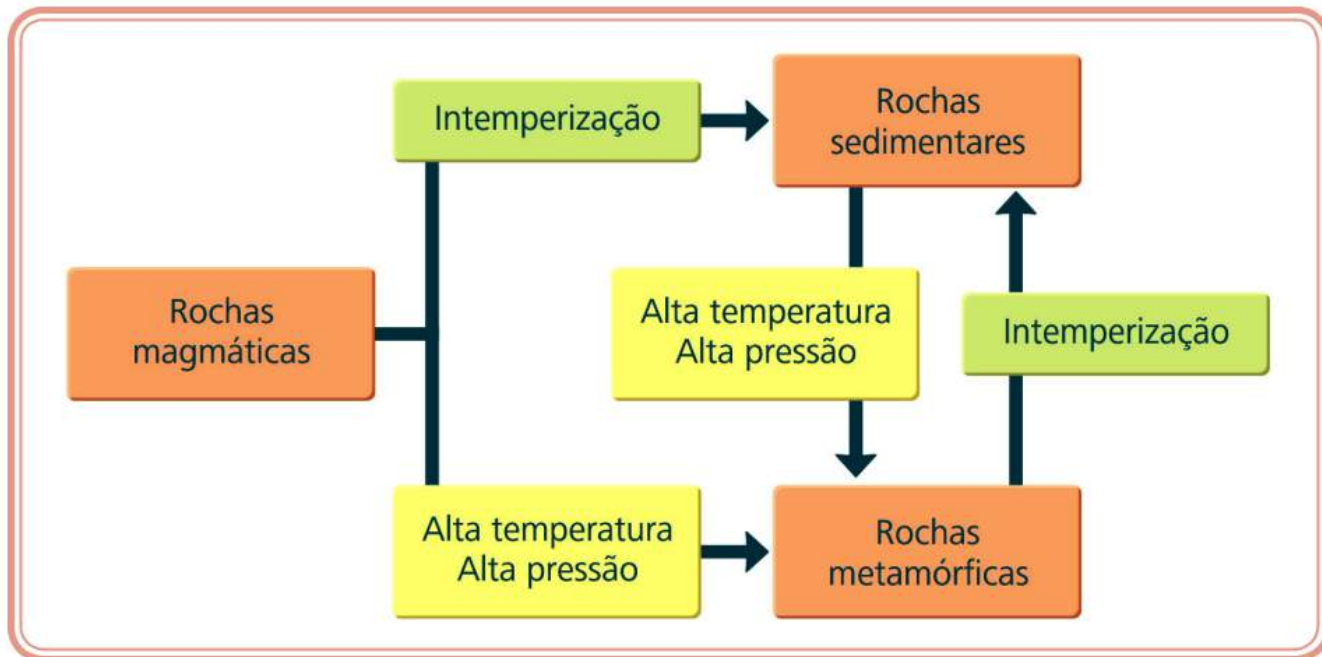 Intemperização
Rochas
sedimentares
Rochas
magmáticas
Alta temperatura
Alta pressão
Intemperização
Alta temperatura
Alta pressão
Rochas
metamórficas